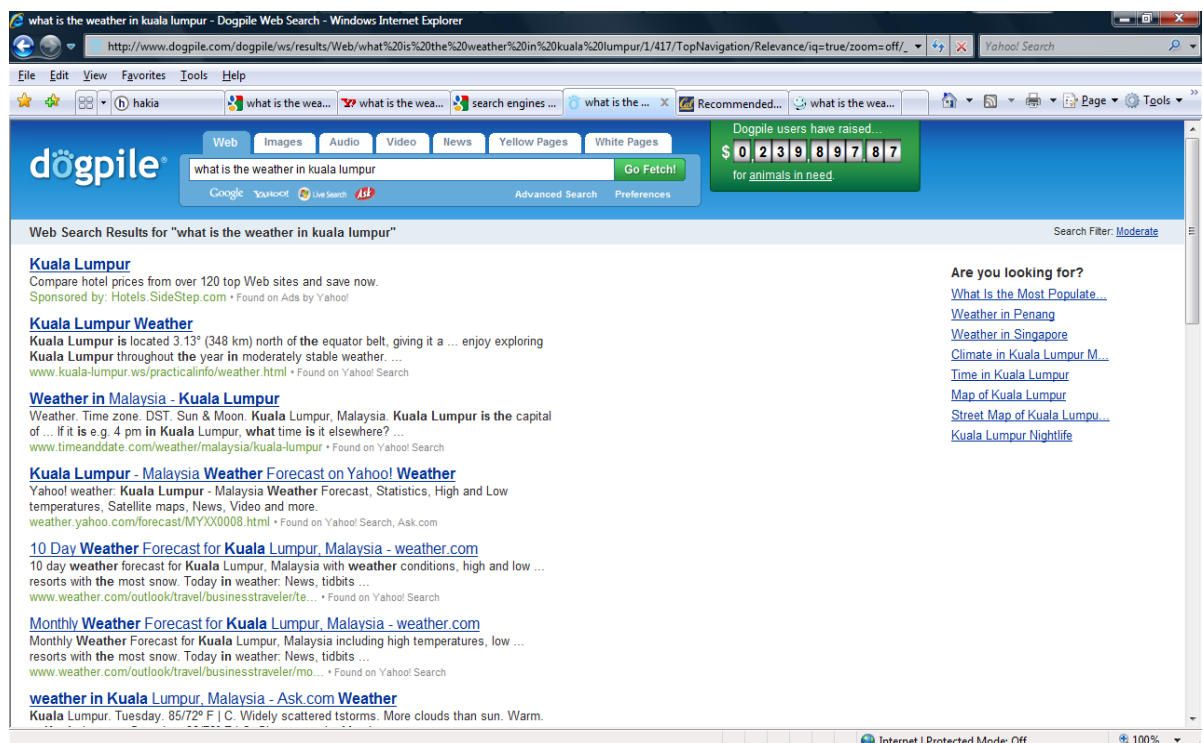 what is the weather in kuala lumpur - Dogpile Web Search - Windows Internet Explorer
http://www.dogpile.com/dogpile/ws/results/Web/what%20is%20the%20weather%20in%20kuala%20lumpur/1/417/TopNavigation/Relevance/iq=true/zoom=off/_
Yahoo! Search
File Edit View Favorites Tools Help
hakia what is the wea... what is the wea... search engines ... what is the ... Recommended... what is the wea... Page Tools
Web Images Audio Video News Yellow Pages White Pages
dögpile
what is the weather in kuala lumpur Go Fetch!
Google YAHOO! Live Search Ask Advanced Search Preferences
Dogpile users have raised...
$ 0,239,897.87
for animals in need.
Web Search Results for "what is the weather in kuala lumpur"
Search Filter: Moderate
Kuala Lumpur
Compare hotel prices from over 120 top Web sites and save now.
Sponsored by: Hotels.SideStep.com • Found on Ads by Yahoo!
Kuala Lumpur Weather
Kuala Lumpur is located 3.13° (348 km) north of the equator belt, giving it a ... enjoy exploring
Kuala Lumpur throughout the year in moderately stable weather. ...
www.kuala-lumpur.ws/practicalinfo/weather.html • Found on Yahoo! Search
Weather in Malaysia - Kuala Lumpur
Weather. Time zone. DST. Sun & Moon. Kuala Lumpur, Malaysia. Kuala Lumpur is the capital
of ... If it is e.g. 4 pm in Kuala Lumpur, what time is it elsewhere? ...
www.timeanddate.com/weather/malaysia/kuala-lumpur • Found on Yahoo! Search
Kuala Lumpur - Malaysia Weather Forecast on Yahoo! Weather
Yahoo! weather: Kuala Lumpur - Malaysia Weather Forecast, Statistics, High and Low
temperatures, Satellite maps, News, Video and more.
weather.yahoo.com/forecast/MYXX0008.html • Found on Yahoo! Search, Ask.com
10 Day Weather Forecast for Kuala Lumpur, Malaysia - weather.com
10 day weather forecast for Kuala Lumpur, Malaysia with weather conditions, high and low ...
resorts with the most snow. Today in weather: News, tidbits ...
www.weather.com/outlook/travel/businesstraveler/te... • Found on Yahoo! Search
Monthly Weather Forecast for Kuala Lumpur, Malaysia - weather.com
Monthly Weather Forecast for Kuala Lumpur, Malaysia including high temperatures, low ...
resorts with the most snow. Today in weather: News, tidbits ...
www.weather.com/outlook/travel/businesstraveler/mo... • Found on Yahoo! Search
weather in Kuala Lumpur, Malaysia - Ask.com Weather
Kuala Lumpur. Tuesday. 85/72º F | C. Widely scattered tstorms. More clouds than sun. Warm.
Are you looking for?
What Is the Most Populate...
Weather in Penang
Weather in Singapore
Climate in Kuala Lumpur M...
Time in Kuala Lumpur
Map of Kuala Lumpur
Street Map of Kuala Lumpu...
Kuala Lumpur Nightlife
Internet | Protected Mode: Off 100%